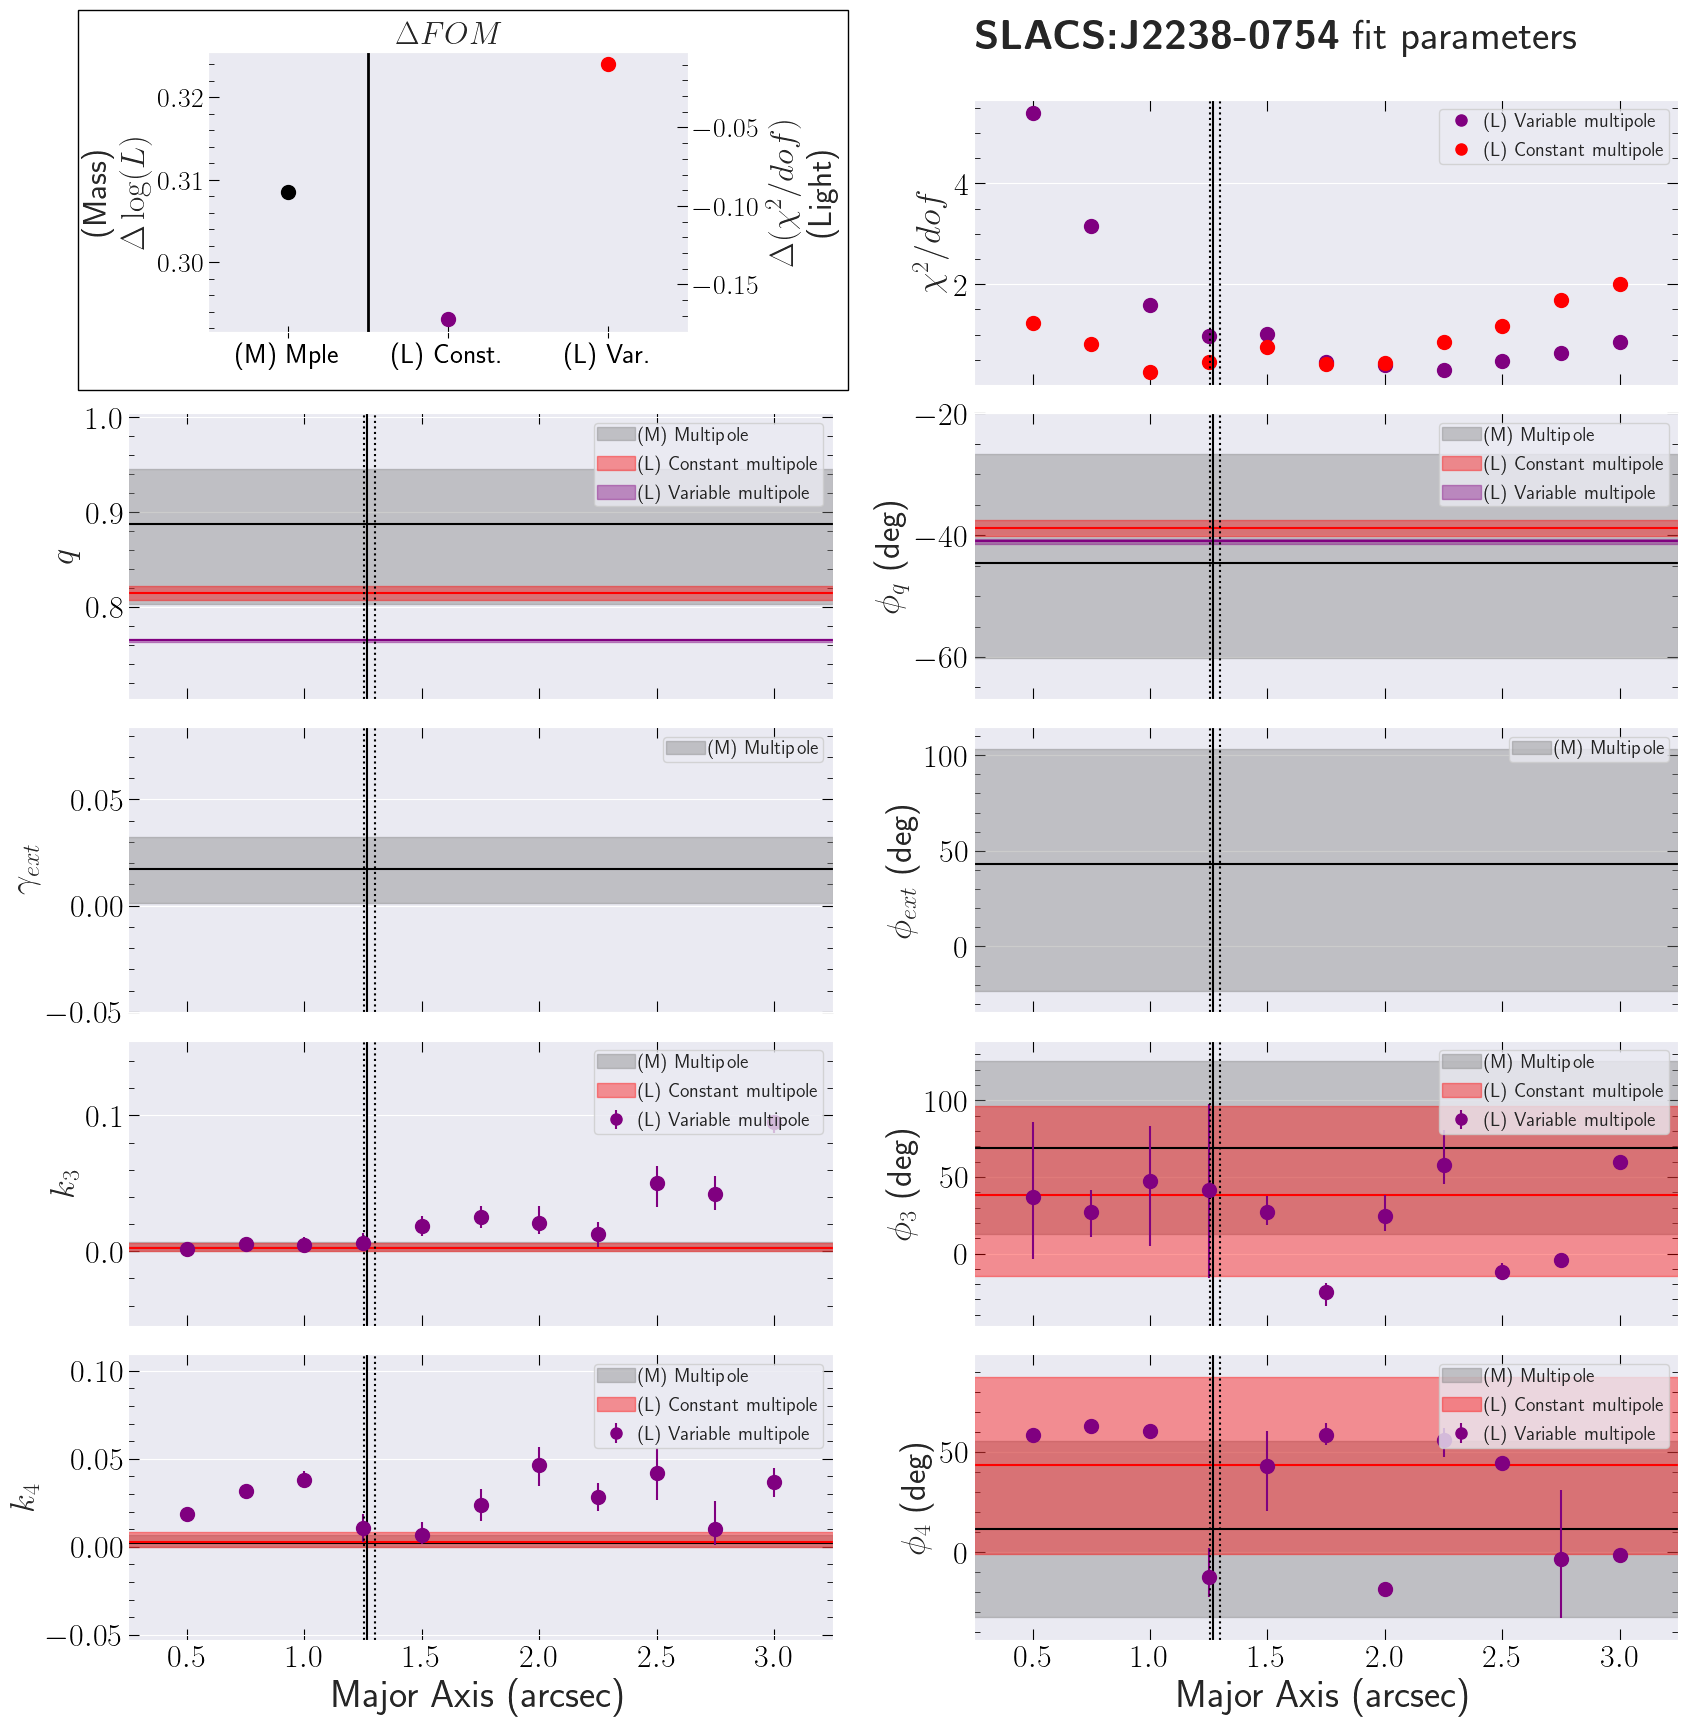 ΔFOM
SLACS:J2238-0754 fit parameters
(Mass)
Δ log(L)
0.32
0.31
0.30
−0.05
−0.10
−0.15
Δ(χ²/dof)
(Light)
(M) Mple
(L) Const.
(L) Var.
χ²/dof
4
2
(L) Variable multipole
(L) Constant multipole
q
1.0
0.9
0.8
(M) Multipole
(L) Constant multipole
(L) Variable multipole
ϕ_q (deg)
−20
−40
−60
(M) Multipole
(L) Constant multipole
(L) Variable multipole
γ_ext
0.05
0.00
−0.05
(M) Multipole
ϕ_ext (deg)
100
50
0
(M) Multipole
k₃
0.1
0.0
(M) Multipole
(L) Constant multipole
(L) Variable multipole
ϕ₃ (deg)
100
50
0
(M) Multipole
(L) Constant multipole
(L) Variable multipole
k₄
0.10
0.05
0.00
−0.05
(M) Multipole
(L) Constant multipole
(L) Variable multipole
0.5 1.0 1.5 2.0 2.5 3.0
Major Axis (arcsec)
ϕ₄ (deg)
50
0
(M) Multipole
(L) Constant multipole
(L) Variable multipole
0.5 1.0 1.5 2.0 2.5 3.0
Major Axis (arcsec)